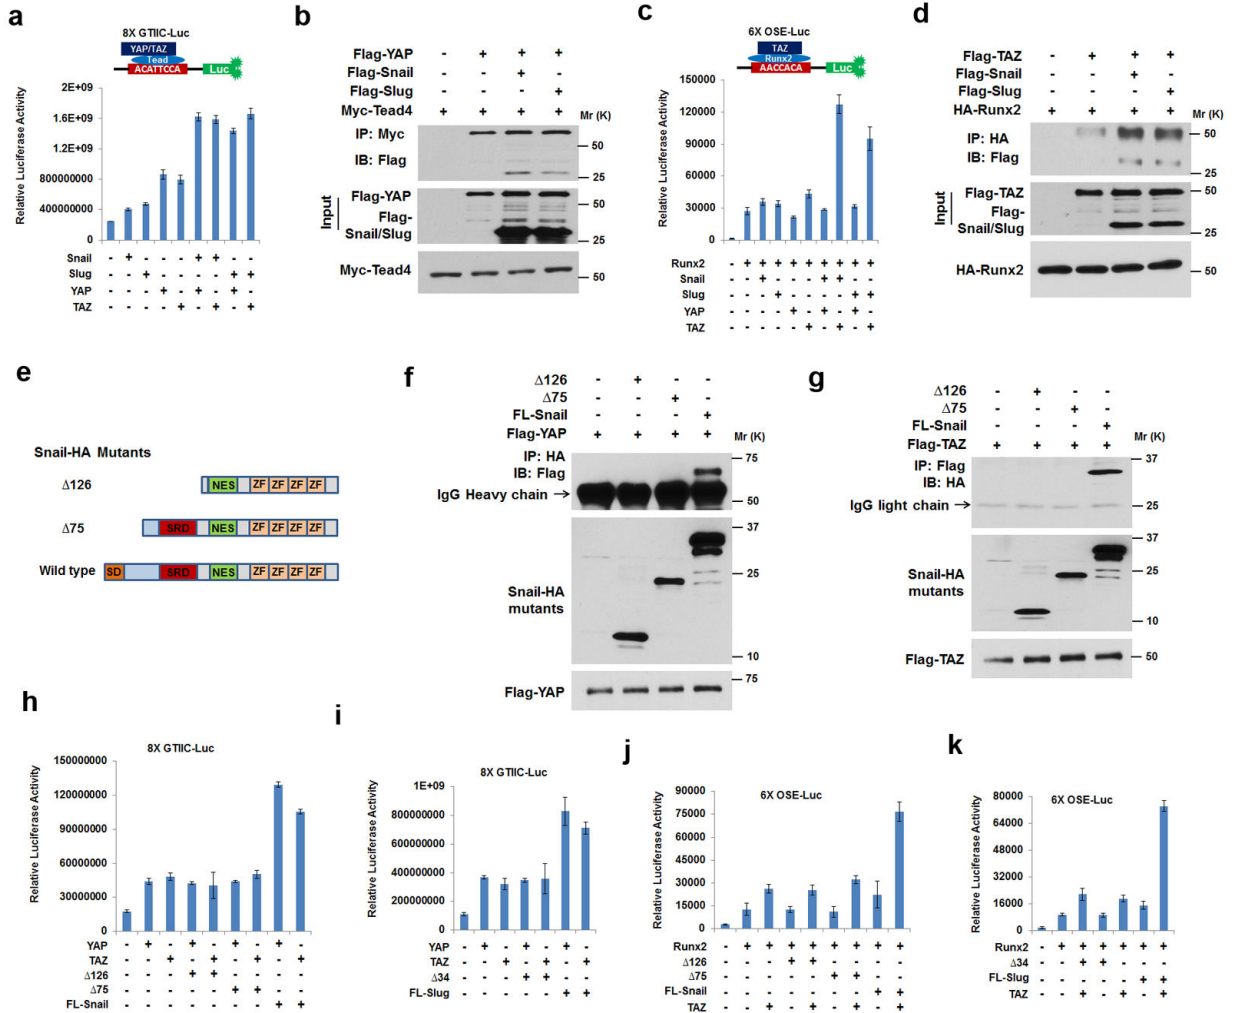 a
8X GTIIC-Luc
YAP/TAZ
Tead
ACATTCCA
Luc
Relative Luciferase Activity
2E+09
1.6E+09
1.2E+09
800000000
400000000
0
Snail - + - - - + + - -
Slug - - + - - - - + +
YAP - - - + - + - + -
TAZ - - - - + - + - +
b
Flag-YAP - + + +
Flag-Snail - - + -
Flag-Slug - - - +
Myc-Tead4 + + + +
Mr (K)
IP: Myc
IB: Flag
50
25
Input
Flag-YAP
Flag-
Snail/Slug
50
25
Myc-Tead4
50
c
6X OSE-Luc
TAZ
Runx2
AACCACA
Luc
Relative Luciferase Activity
150000
120000
90000
60000
30000
0
Runx2 - + + + + + + + + +
Snail - - + - - - + + - -
Slug - - - + - - - - + +
YAP - - - - + - + - + -
TAZ - - - - - + - + - +
d
Flag-TAZ - + + +
Flag-Snail - - + -
Flag-Slug - - - +
HA-Runx2 + + + +
Mr (K)
IP: HA
IB: Flag
50
25
Input
Flag-TAZ
Flag-
Snail/Slug
50
25
HA-Runx2
50
e
Snail-HA Mutants
Δ126 NES ZF ZF ZF ZF
Δ75 SRD NES ZF ZF ZF ZF
Wild type SD SRD NES ZF ZF ZF ZF
f
Δ126 - + - -
Δ75 - - + -
FL-Snail - - - +
Flag-YAP + + + +
Mr (K)
IP: HA
IB: Flag
IgG Heavy chain →
75
50
Snail-HA
mutants
37
25
10
Flag-YAP
75
g
Δ126 - + - -
Δ75 - - + -
FL-Snail - - - +
Flag-TAZ + + + +
Mr (K)
IP: Flag
IB: HA
IgG light chain →
37
25
Snail-HA
mutants
37
25
10
Flag-TAZ
50
h
8X GTIIC-Luc
Relative Luciferase Activity
150000000
120000000
90000000
60000000
30000000
0
YAP - + - + - + - + -
TAZ - - + - + - + - +
Δ126 - - - + + - - - -
Δ75 - - - - - + + - -
FL-Snail - - - - - - - + +
i
8X GTIIC-Luc
Relative Luciferase Activity
1E+09
800000000
600000000
400000000
200000000
0
YAP - + - + - + -
TAZ - - + - + - +
Δ34 - - - + + - -
FL-Slug - - - - - + +
j
6X OSE-Luc
Relative Luciferase Activity
90000
75000
60000
45000
30000
15000
0
Runx2 - + + + + + + + +
Δ126 - - - + + - - - -
Δ75 - - - - - + + - -
FL-Snail - - - - - - - + +
TAZ - - + - + - + - +
k
6X OSE-Luc
Relative Luciferase Activity
80000
64000
48000
32000
16000
0
Runx2 - + + + + + +
Δ34 - - + + - - -
FL-Slug - - - - - + +
TAZ - - + - + - +